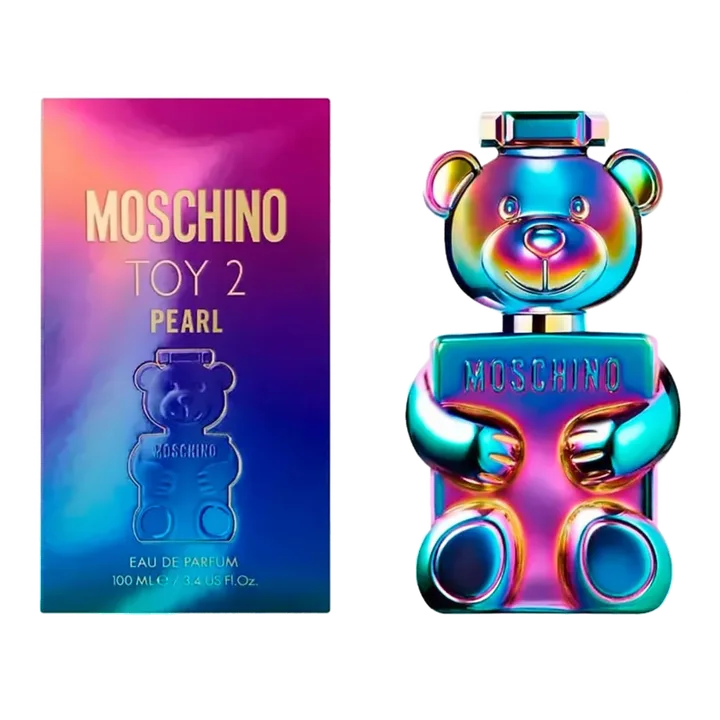 MOSCHINO
TOY 2
PEARL
MOSCHINO
EAU DE PARFUM
100 ML ℮ / 3.4 US Fl.Oz.
MOSCHINO